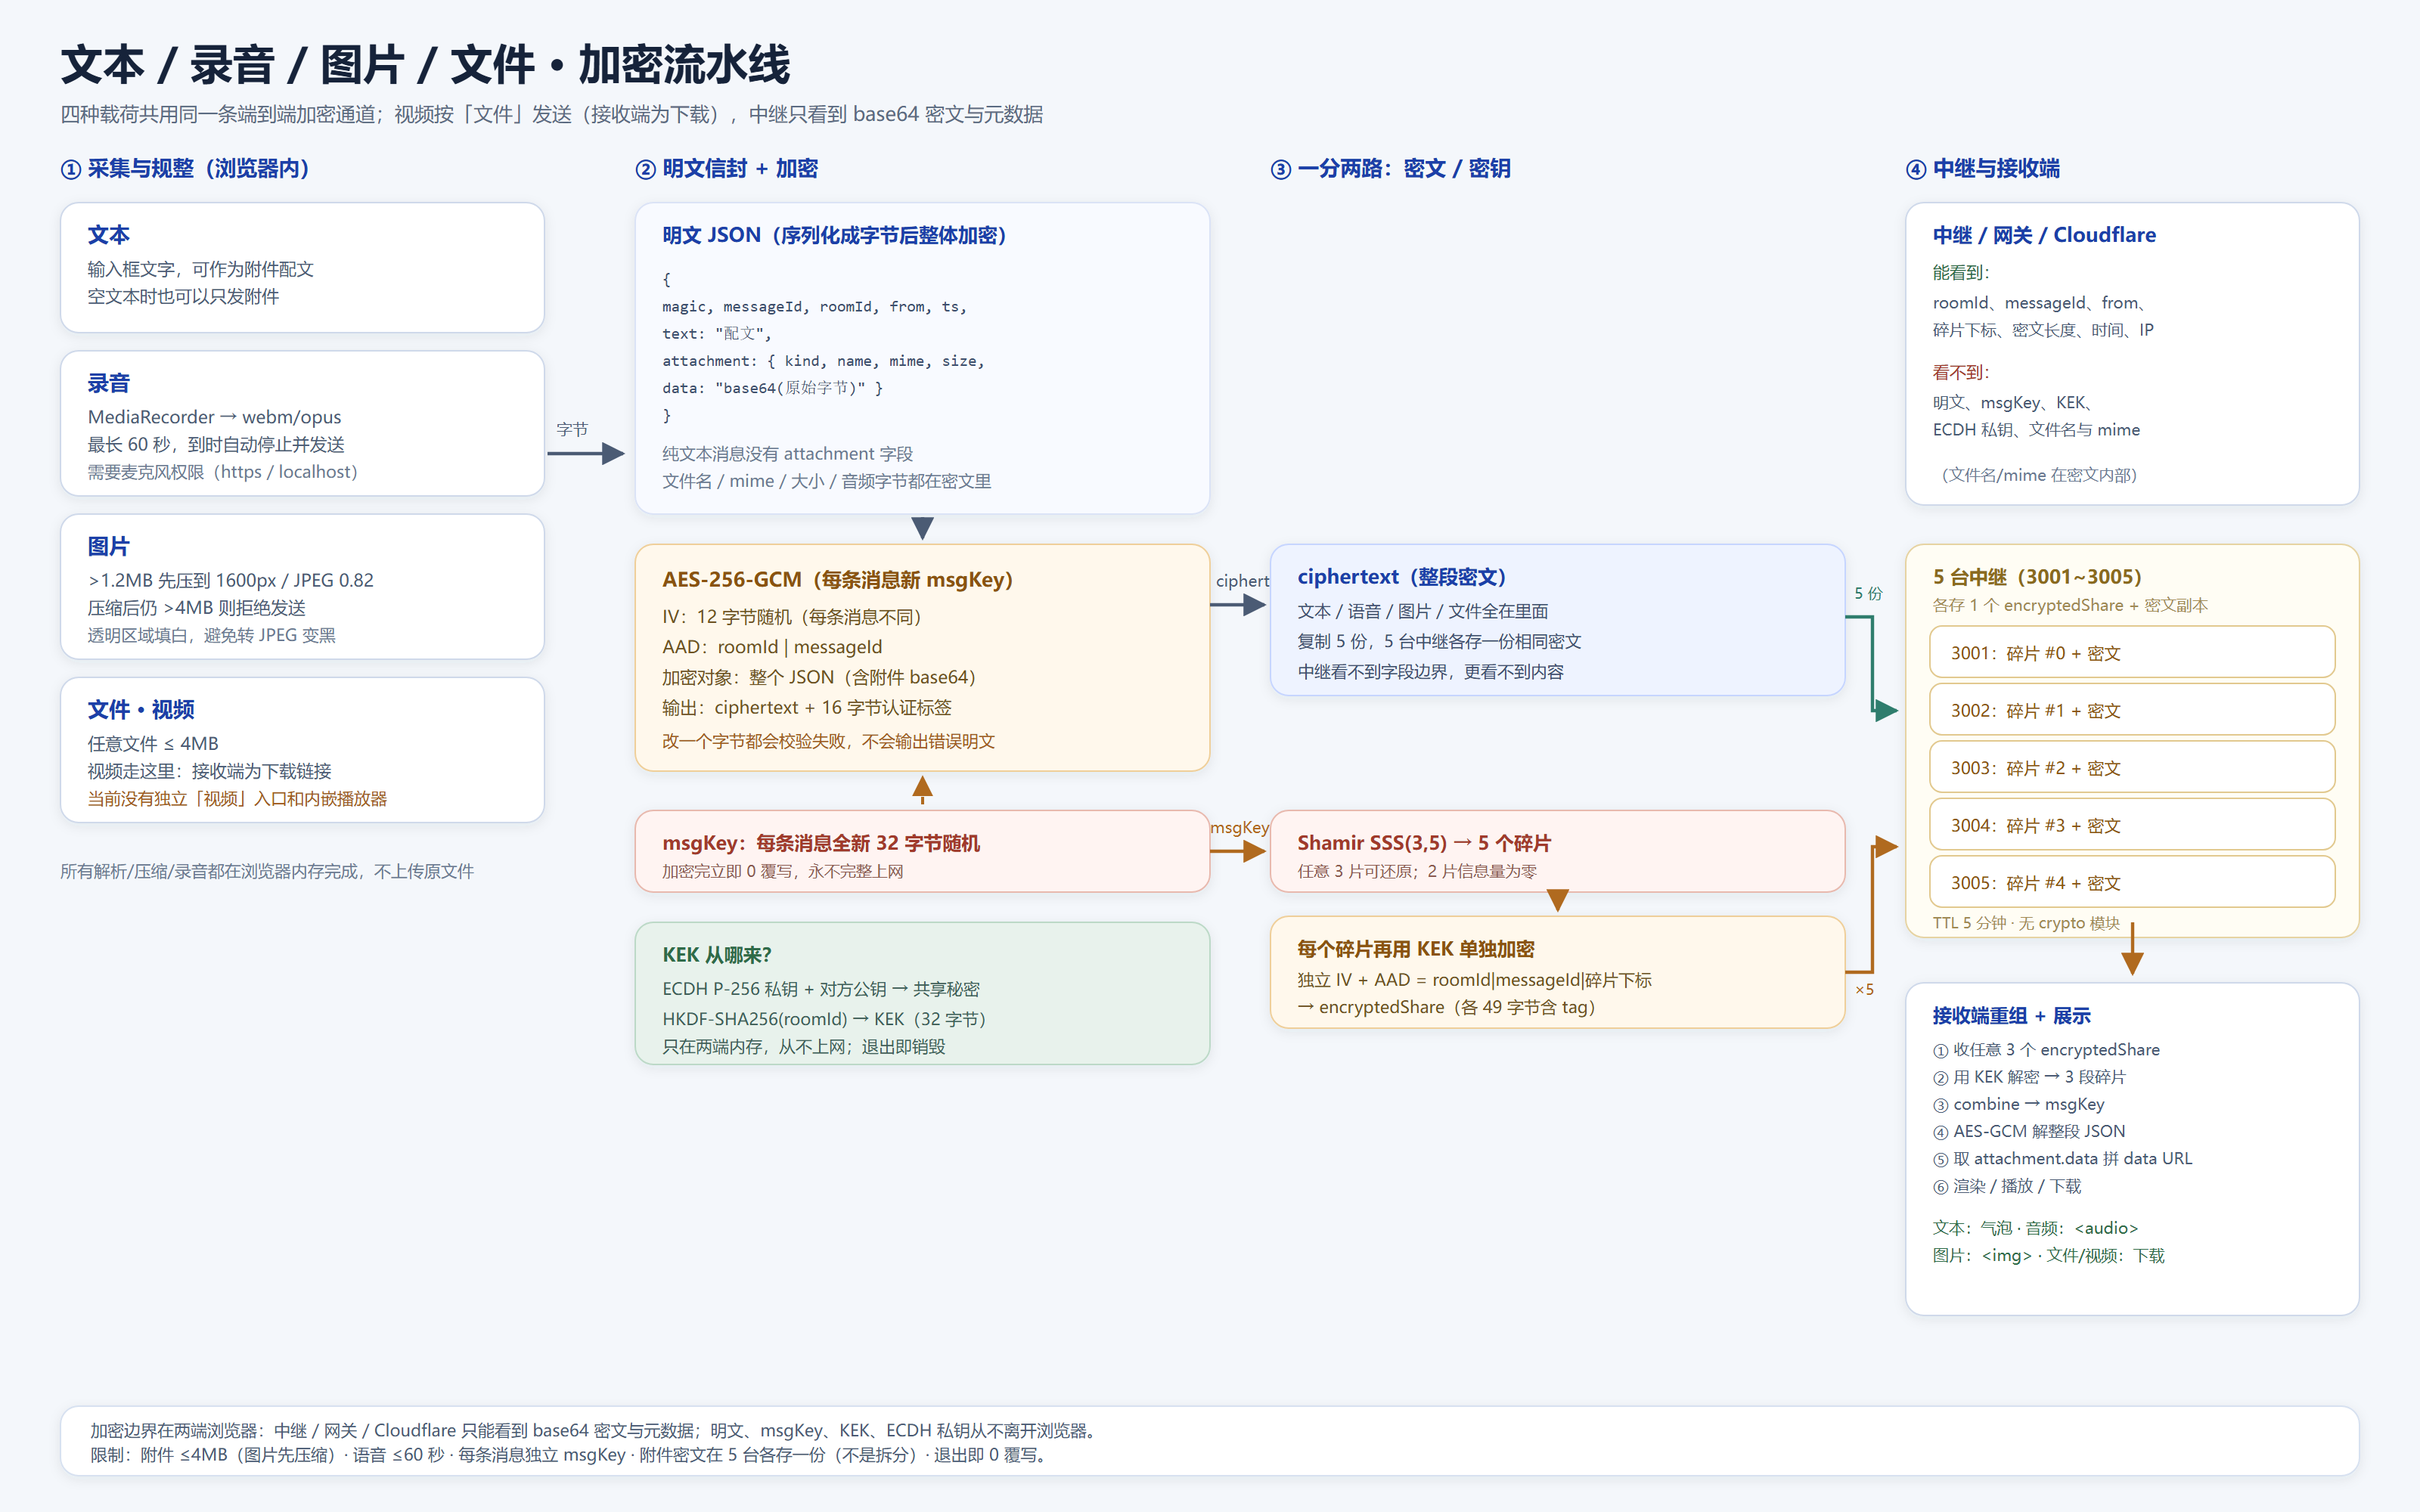 文本 / 录音 / 图片 / 文件 · 加密流水线
四种载荷共用同一条端到端加密通道；视频按「文件」发送（接收端为下载），中继只看到 base64 密文与元数据
① 采集与规整（浏览器内）
文本
输入框文字，可作为附件配文
空文本时也可以只发附件
录音
MediaRecorder → webm/opus
最长 60 秒，到时自动停止并发送
需要麦克风权限（https / localhost）
图片
>1.2MB 先压到 1600px / JPEG 0.82
压缩后仍 >4MB 则拒绝发送
透明区域填白，避免转 JPEG 变黑
文件 · 视频
任意文件 ≤ 4MB
视频走这里：接收端为下载链接
当前没有独立「视频」入口和内嵌播放器
所有解析/压缩/录音都在浏览器内存完成，不上传原文件
字节
② 明文信封 + 加密
明文 JSON（序列化成字节后整体加密）
{
magic, messageId, roomId, from, ts,
text: "配文",
attachment: { kind, name, mime, size,
data: "base64(原始字节)" }
}
纯文本消息没有 attachment 字段
文件名 / mime / 大小 / 音频字节都在密文里
AES-256-GCM（每条消息新 msgKey）
IV：12 字节随机（每条消息不同）
AAD：roomId | messageId
加密对象：整个 JSON（含附件 base64）
输出：ciphertext + 16 字节认证标签
改一个字节都会校验失败，不会输出错误明文
msgKey：每条消息全新 32 字节随机
加密完立即 0 覆写，永不完整上网
KEK 从哪来？
ECDH P-256 私钥 + 对方公钥 → 共享秘密
HKDF-SHA256(roomId) → KEK（32 字节）
只在两端内存，从不上网；退出即销毁
ciphert
msgKey
③ 一分两路：密文 / 密钥
ciphertext（整段密文）
文本 / 语音 / 图片 / 文件全在里面
复制 5 份，5 台中继各存一份相同密文
中继看不到字段边界，更看不到内容
Shamir SSS(3,5) → 5 个碎片
任意 3 片可还原；2 片信息量为零
每个碎片再用 KEK 单独加密
独立 IV + AAD = roomId|messageId|碎片下标
→ encryptedShare（各 49 字节含 tag）
5 份
×5
④ 中继与接收端
中继 / 网关 / Cloudflare
能看到：
roomId、messageId、from、
碎片下标、密文长度、时间、IP
看不到：
明文、msgKey、KEK、
ECDH 私钥、文件名与 mime
（文件名/mime 在密文内部）
5 台中继（3001~3005）
各存 1 个 encryptedShare + 密文副本
3001：碎片 #0 + 密文
3002：碎片 #1 + 密文
3003：碎片 #2 + 密文
3004：碎片 #3 + 密文
3005：碎片 #4 + 密文
TTL 5 分钟 · 无 crypto 模块
接收端重组 + 展示
① 收任意 3 个 encryptedShare
② 用 KEK 解密 → 3 段碎片
③ combine → msgKey
④ AES-GCM 解整段 JSON
⑤ 取 attachment.data 拼 data URL
⑥ 渲染 / 播放 / 下载
文本：气泡 · 音频：<audio>
图片：<img> · 文件/视频：下载
加密边界在两端浏览器：中继 / 网关 / Cloudflare 只能看到 base64 密文与元数据；明文、msgKey、KEK、ECDH 私钥从不离开浏览器。
限制：附件 ≤4MB（图片先压缩）· 语音 ≤60 秒 · 每条消息独立 msgKey · 附件密文在 5 台各存一份（不是拆分）· 退出即 0 覆写。